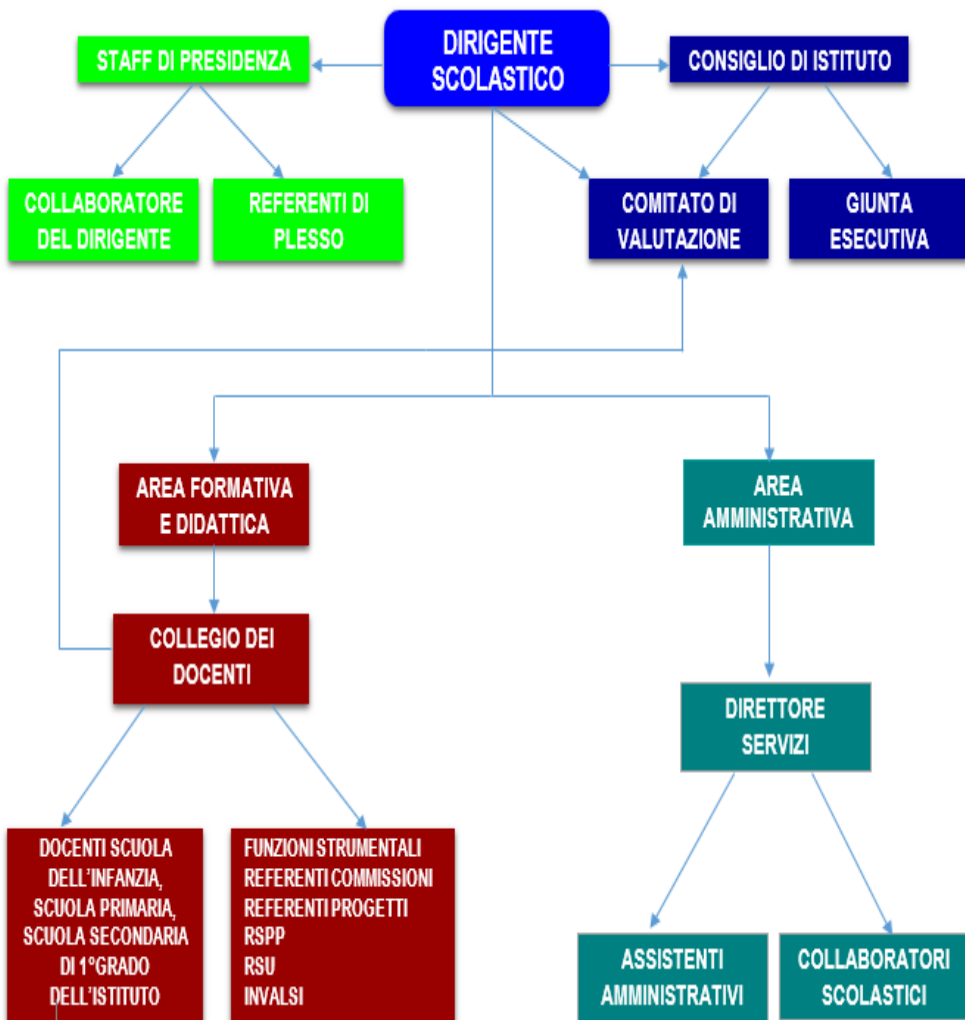 DIRIGENTE
SCOLASTICO
STAFF DI PRESIDENZA
CONSIGLIO DI ISTITUTO
COLLABORATORE
DEL DIRIGENTE
REFERENTI DI
PLESSO
COMITATO DI
VALUTAZIONE
GIUNTA
ESECUTIVA
AREA FORMATIVA
E DIDATTICA
AREA
AMMINISTRATIVA
COLLEGIO DEI
DOCENTI
DIRETTORE
SERVIZI
DOCENTI SCUOLA
DELL'INFANZIA,
SCUOLA PRIMARIA,
SCUOLA SECONDARIA
DI 1°GRADO
DELL'ISTITUTO
FUNZIONI STRUMENTALI
REFERENTI COMMISSIONI
REFERENTI PROGETTI
RSPP
RSU
INVALSI
ASSISTENTI
AMMINISTRATIVI
COLLABORATORI
SCOLASTICI